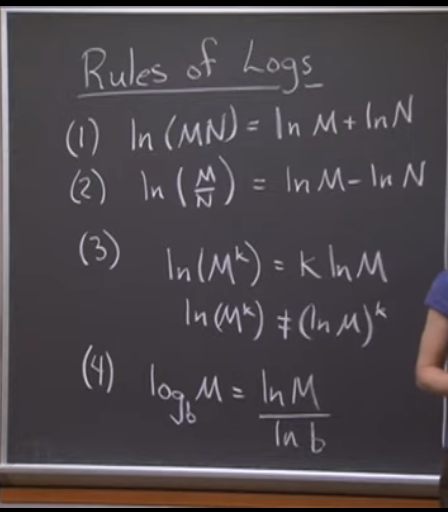 Rules of Logs
(1) ln (MN) = ln M + ln N
(2) ln (M/N) = ln M - ln N
(3) ln(M^k) = k ln M
ln(M^k) ≠ (ln M)^k
(4) log_b M = ln M / ln b